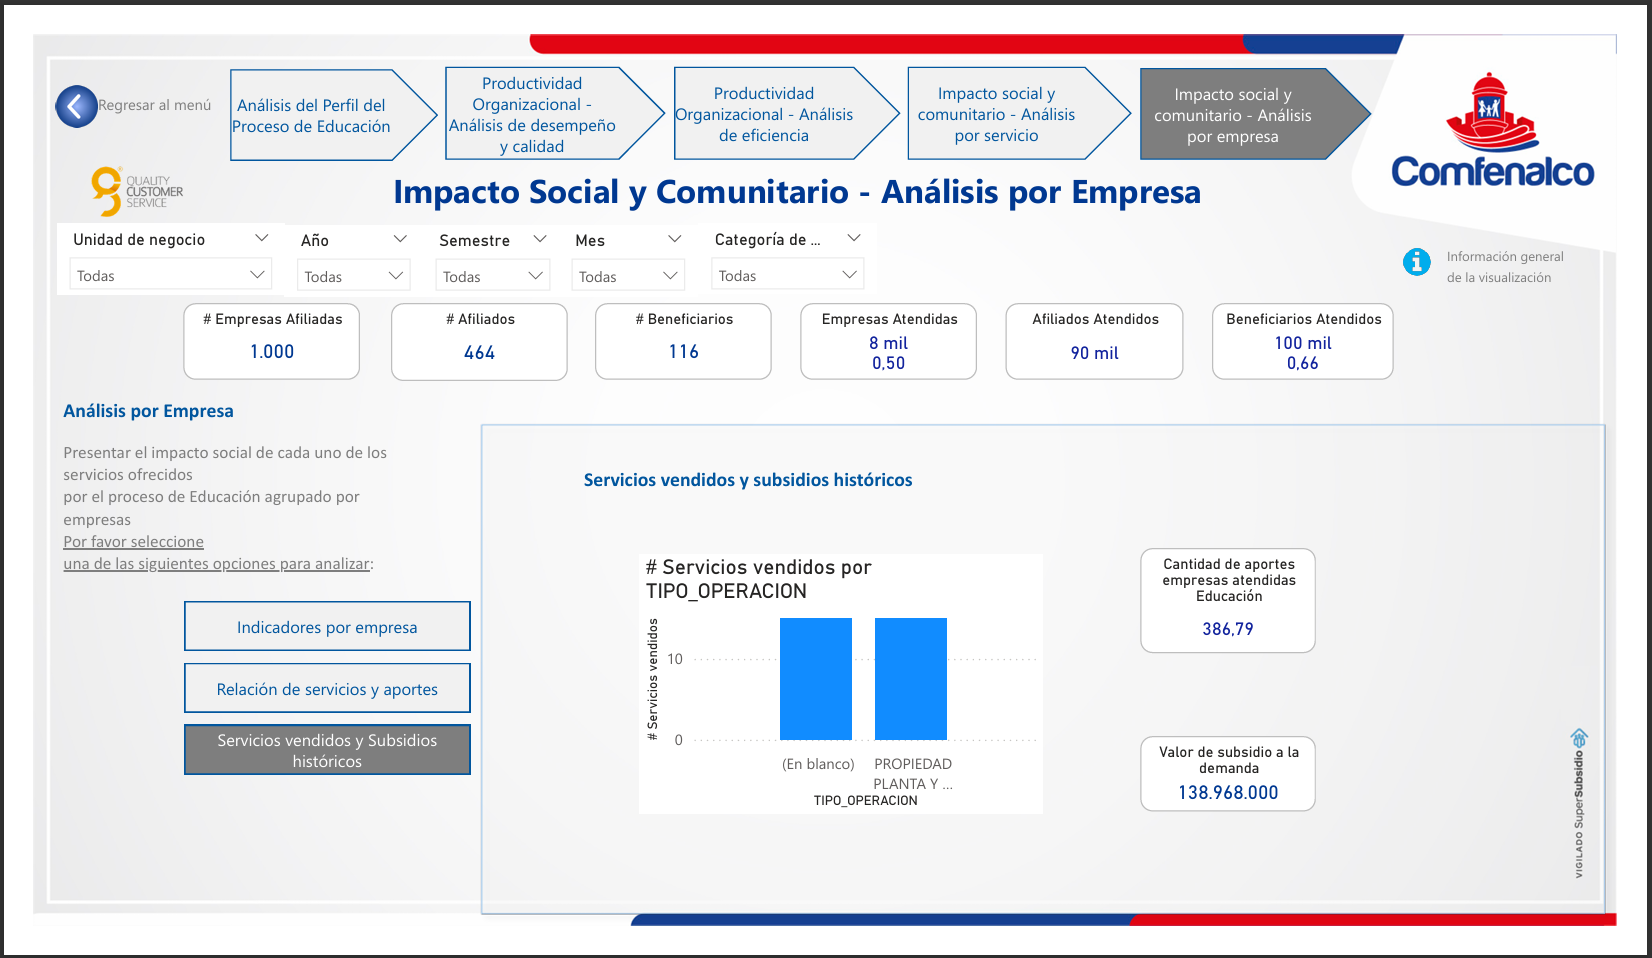 Regresar al menú
Análisis del Perfil del
Proceso de Educación
Productividad
Organizacional -
Análisis de desempeño
y calidad
Productividad
Organizacional - Análisis
de eficiencia
Impacto social y
comunitario - Análisis
por servicio
Impacto social y
comunitario - Análisis
por empresa
Comfenalco
QUALITY
CUSTOMER
SERVICE
Impacto Social y Comunitario - Análisis por Empresa
Unidad de negocio
Todas
Año
Todas
Semestre
Todas
Mes
Todas
Categoría de ...
Todas
Información general
de la visualización
# Empresas Afiliadas
1.000
# Afiliados
464
# Beneficiarios
116
Empresas Atendidas
8 mil
0,50
Afiliados Atendidos
90 mil
Beneficiarios Atendidos
100 mil
0,66
Análisis por Empresa
Presentar el impacto social de cada uno de los
servicios ofrecidos
por el proceso de Educación agrupado por
empresas
Por favor seleccione
una de las siguientes opciones para analizar:
Indicadores por empresa
Relación de servicios y aportes
Servicios vendidos y Subsidios
históricos
Servicios vendidos y subsidios históricos
# Servicios vendidos por
TIPO_OPERACION
# Servicios vendidos
10
0
(En blanco)
PROPIEDAD
PLANTA Y ...
TIPO_OPERACION
Cantidad de aportes
empresas atendidas
Educación
386,79
Valor de subsidio a la
demanda
138.968.000
VIGILADO SuperSubsidio